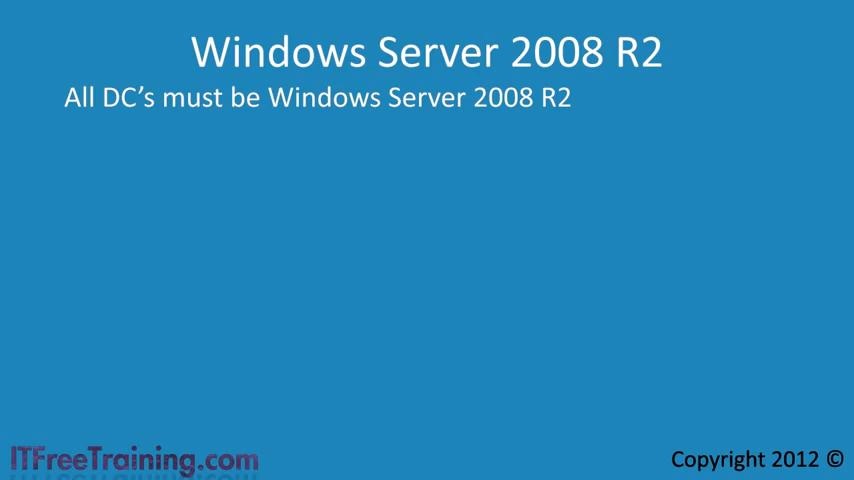 Windows Server 2008 R2
All DC’s must be Windows Server 2008 R2
ITFreeTraining.com
Copyright 2012 ©